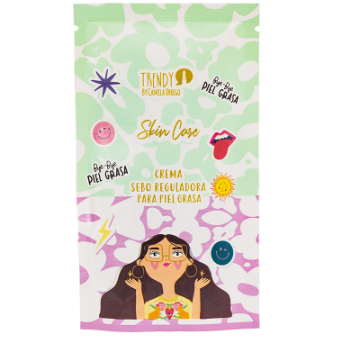 TRENDY
BY CAMILA OROZCO
Bye-Bye
PIEL GRASA
Skin Care
Bye-Bye
PIEL GRASA
CREMA
SEBO REGULADORA
PARA PIEL GRASA